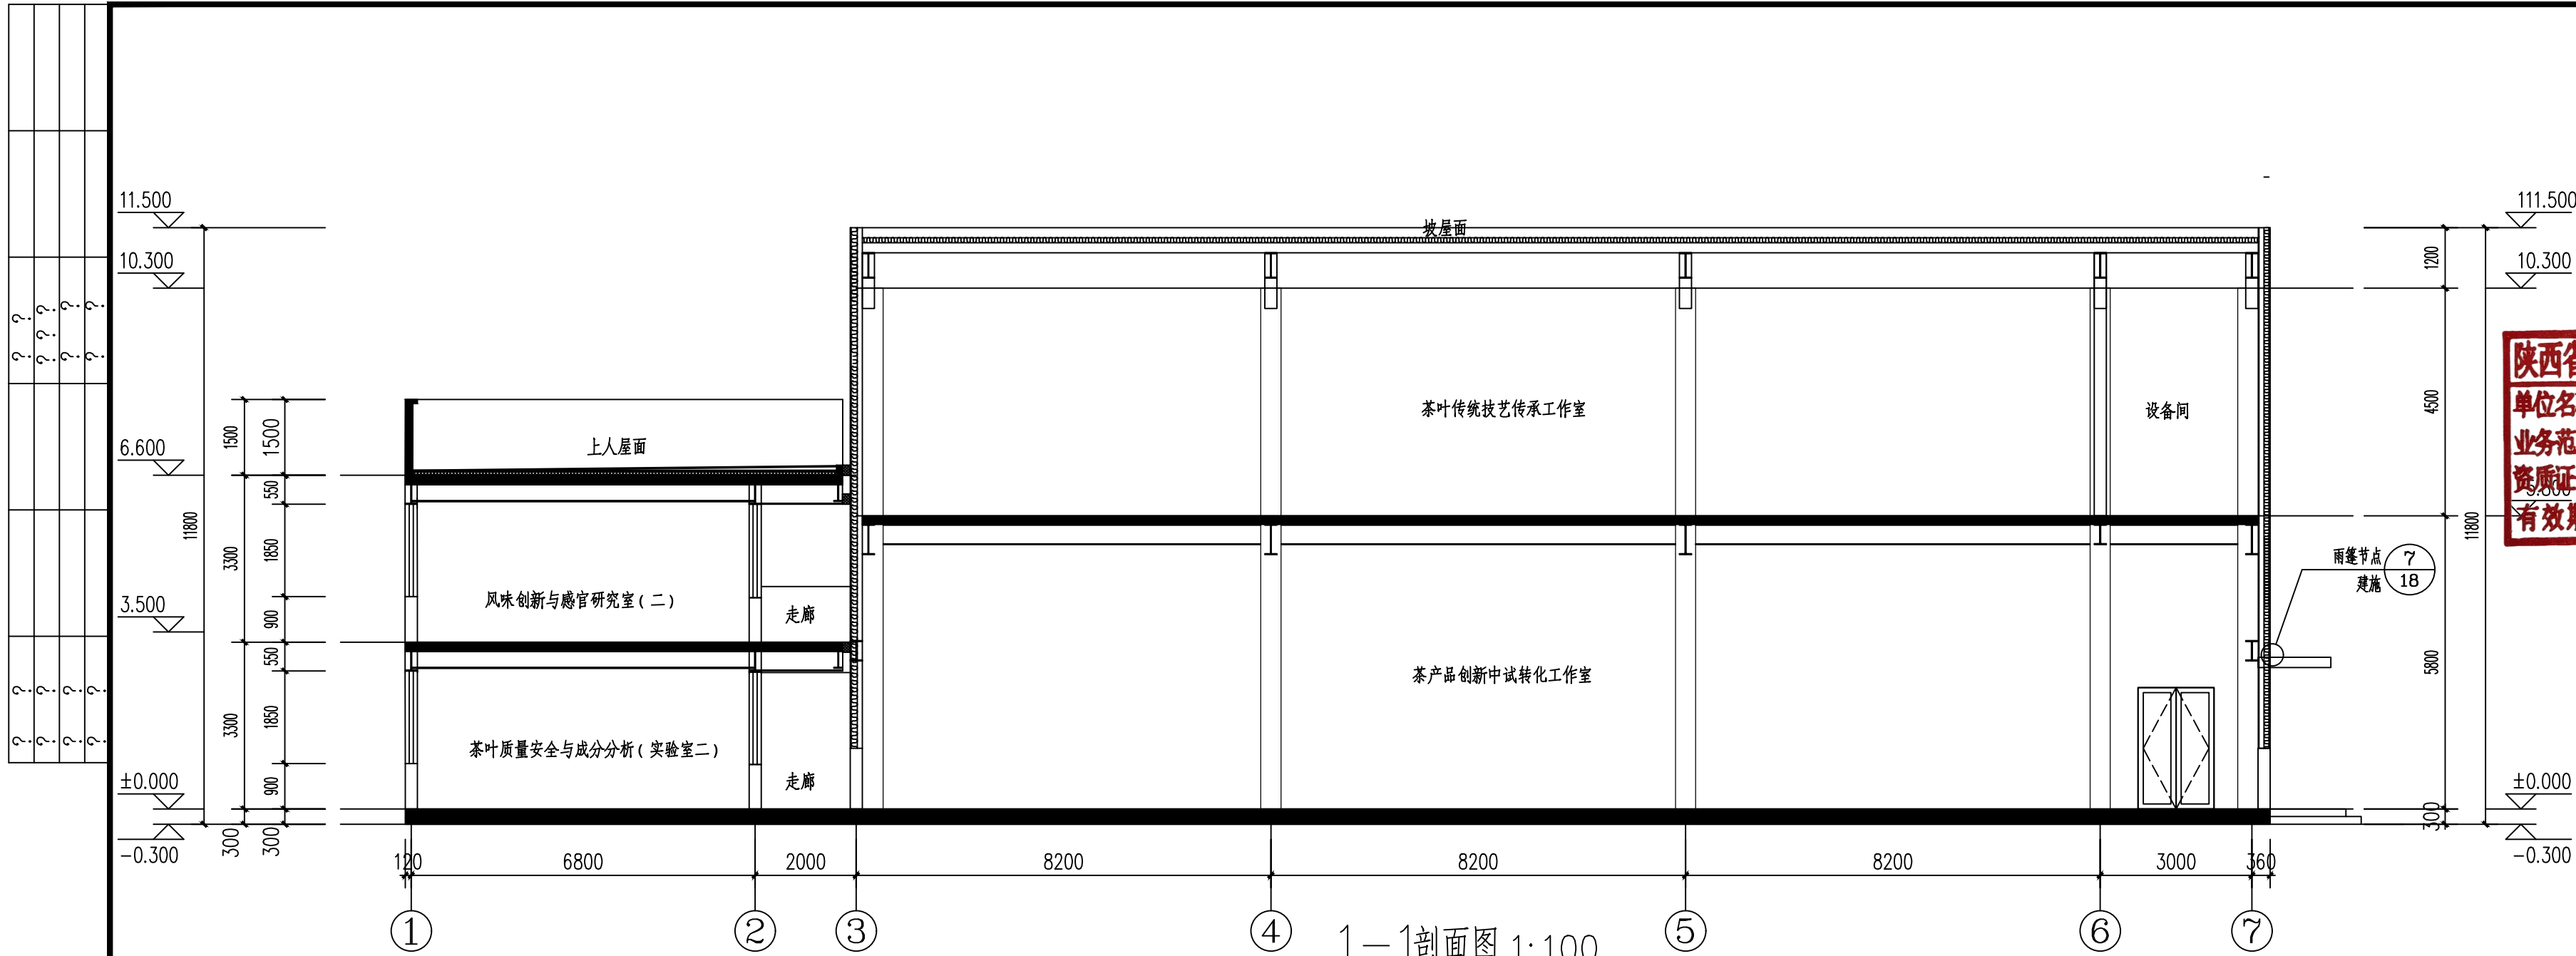 11.500
10.300
6.600
3.500
±0.000
-0.300
11800
1500
3300
3300
300
1500
550
1850
900
550
1850
900
300
坡屋面
上人屋面
茶叶传统技艺传承工作室
设备间
风味创新与感官研究室(二)
走廊
茶产品创新中试转化工作室
茶叶质量安全与成分分析(实验室二)
走廊
雨篷节点
建施
7
18
1200
4500
5800
300
11800
111.500
10.300
±0.000
-0.300
陕西省
单位名
业务范
资质证
有效期
120 6800 2000 8200 8200 8200 3000 360
1 2 3 4 5 6 7
1—1剖面图 1:100
? ? ? ? ? ? ? ? ?
? ? ? ? ? ? ? ?